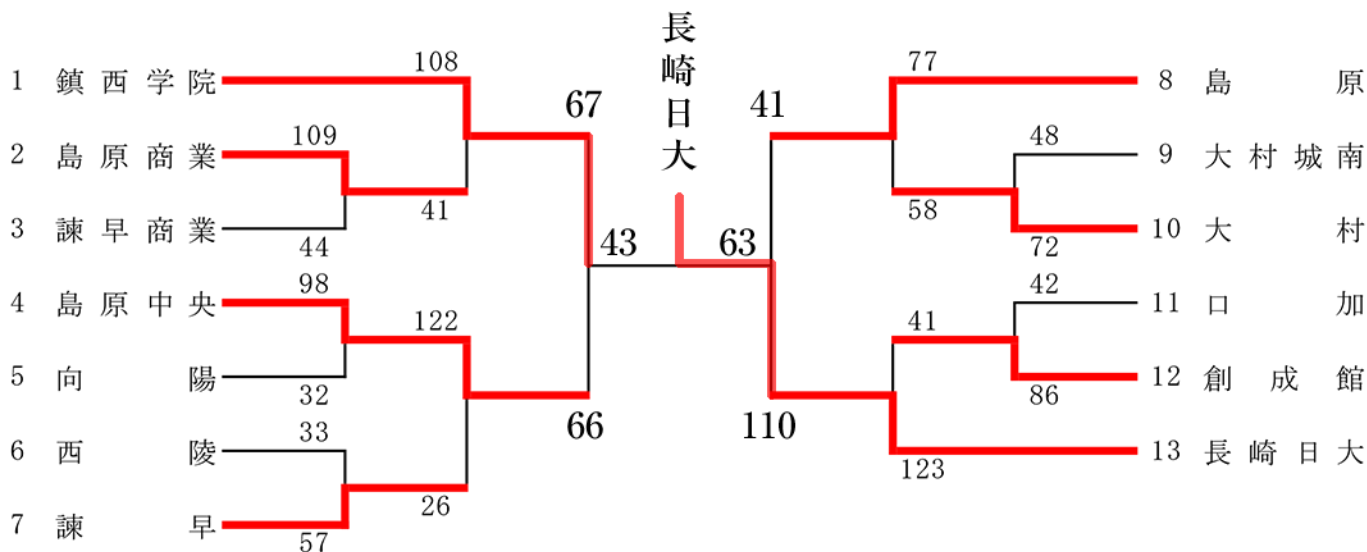 長崎日大
1 鎮西学院
2 島原商業
3 諫早商業
4 島原中央
5 向陽
6 西陵
7 諫早
108
109
41
44
98
122
32
33
26
57
67
66
43
63
41
110
77
48
58
72
42
41
86
123
8 島原
9 大村城南
10 大村
11 口加
12 創成館
13 長崎日大